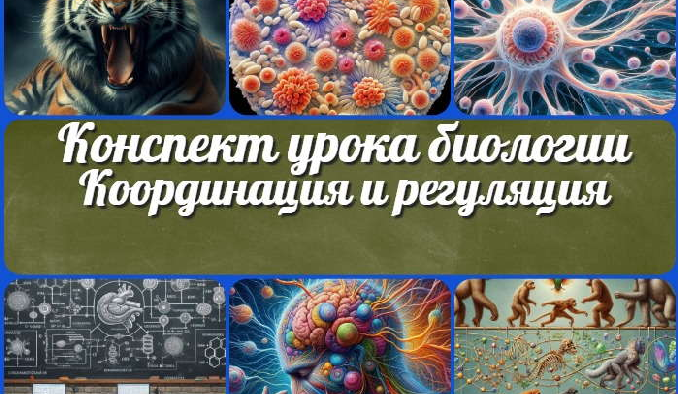 Конспект урока биологии
Координация и регуляция